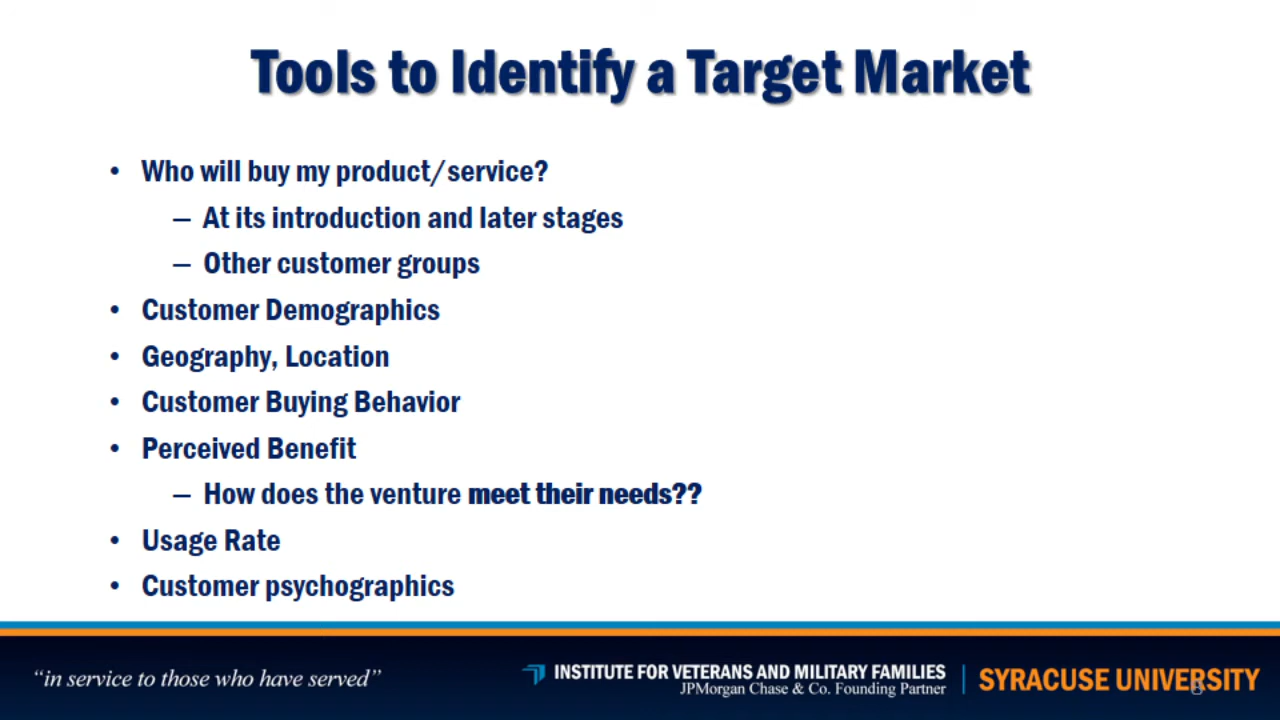 Tools to Identify a Target Market
• Who will buy my product/service?
– At its introduction and later stages
– Other customer groups
• Customer Demographics
• Geography, Location
• Customer Buying Behavior
• Perceived Benefit
– How does the venture meet their needs??
• Usage Rate
• Customer psychographics
“in service to those who have served”
INSTITUTE FOR VETERANS AND MILITARY FAMILIES
JPMorgan Chase & Co. Founding Partner
SYRACUSE UNIVERSITY
8